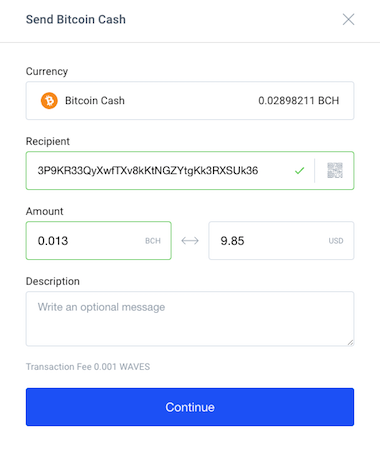 Send Bitcoin Cash
Currency
Bitcoin Cash 0.02898211 BCH
Recipient
3P9KR33QyXwfTXv8kKtNGZYtgKk3RXSUk36
Amount
0.013 BCH 9.85 USD
Description
Write an optional message
Transaction Fee 0.001 WAVES
Continue